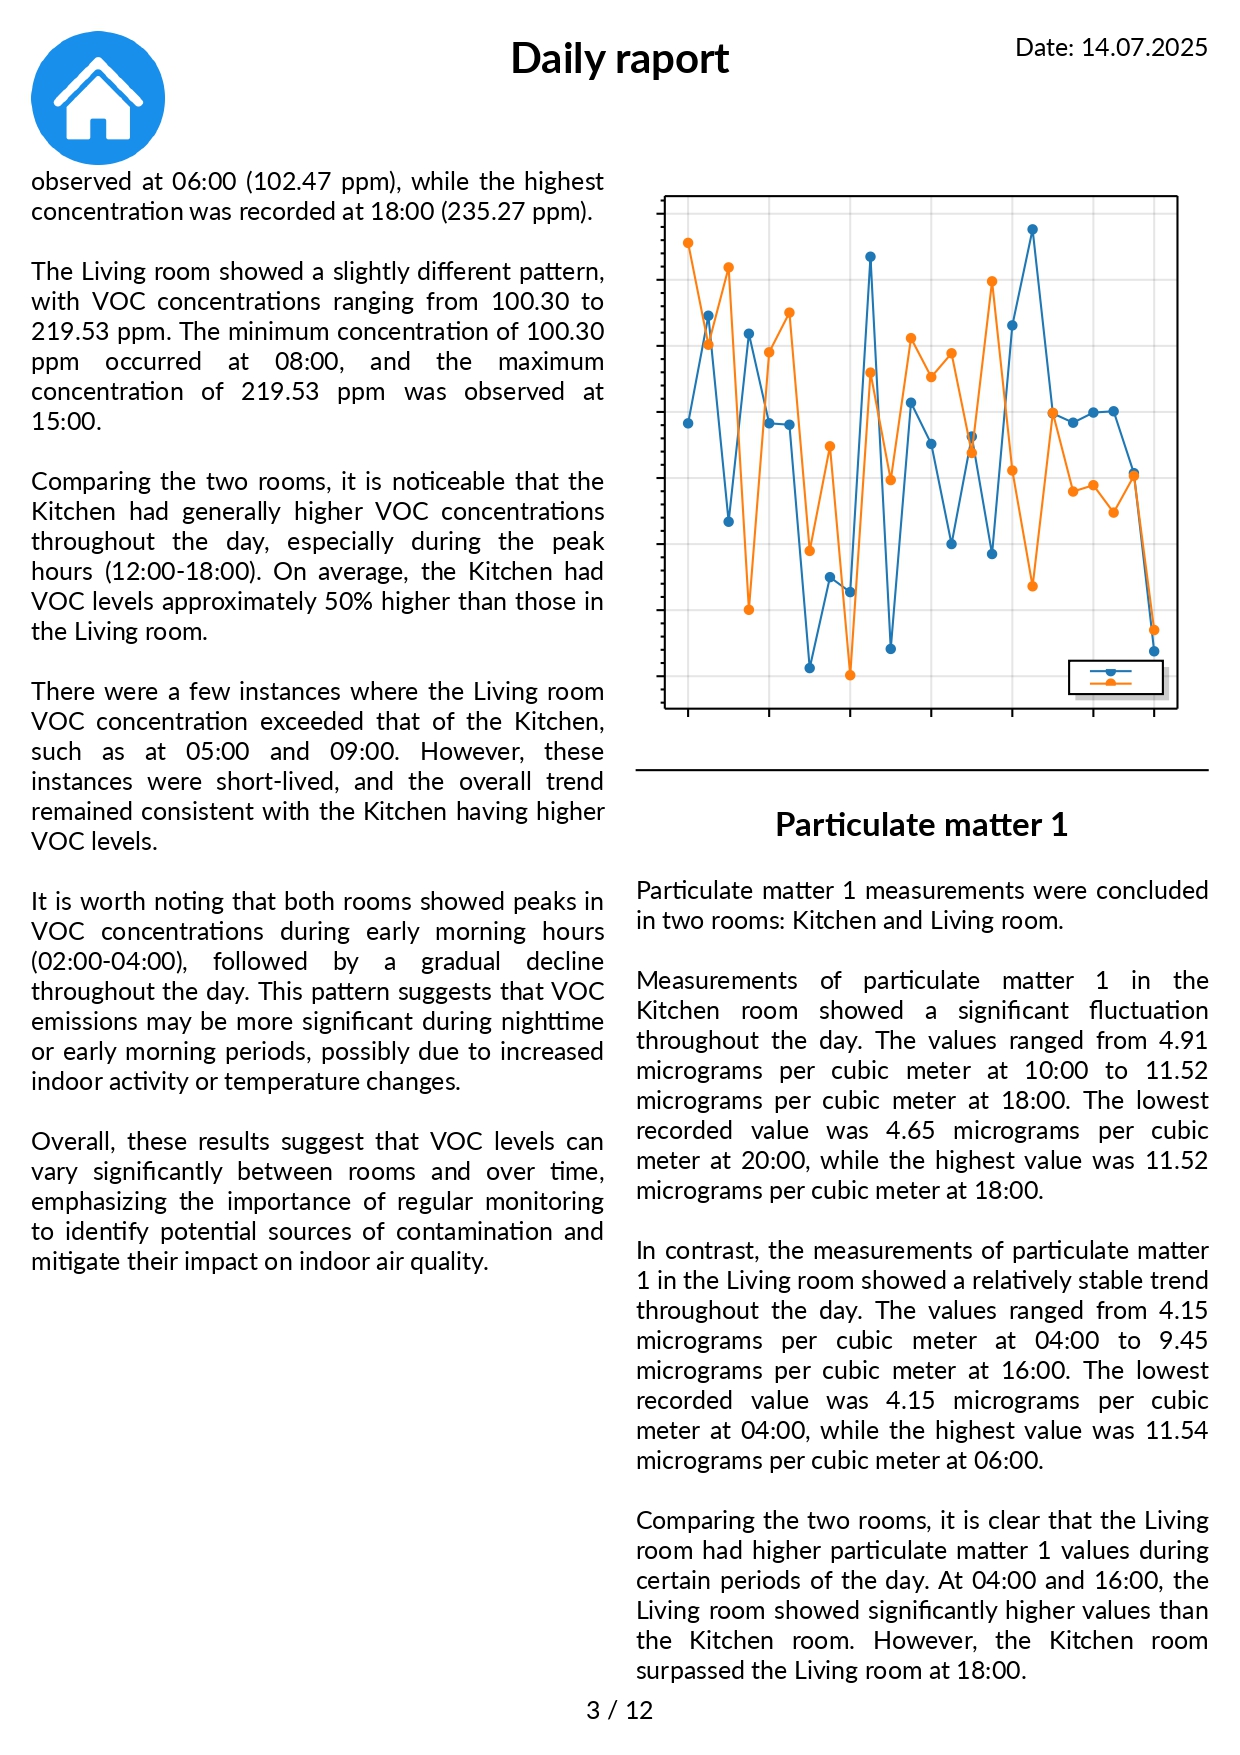 Daily raport
Date: 14.07.2025
observed at 06:00 (102.47 ppm), while the highest
concentration was recorded at 18:00 (235.27 ppm).
The Living room showed a slightly different pattern,
with VOC concentrations ranging from 100.30 to
219.53 ppm. The minimum concentration of 100.30
ppm occurred at 08:00, and the maximum
concentration of 219.53 ppm was observed at
15:00.
Comparing the two rooms, it is noticeable that the
Kitchen had generally higher VOC concentrations
throughout the day, especially during the peak
hours (12:00-18:00). On average, the Kitchen had
VOC levels approximately 50% higher than those in
the Living room.
There were a few instances where the Living room
VOC concentration exceeded that of the Kitchen,
such as at 05:00 and 09:00. However, these
instances were short-lived, and the overall trend
remained consistent with the Kitchen having higher
VOC levels.
It is worth noting that both rooms showed peaks in
VOC concentrations during early morning hours
(02:00-04:00), followed by a gradual decline
throughout the day. This pattern suggests that VOC
emissions may be more significant during nighttime
or early morning periods, possibly due to increased
indoor activity or temperature changes.
Overall, these results suggest that VOC levels can
vary significantly between rooms and over time,
emphasizing the importance of regular monitoring
to identify potential sources of contamination and
mitigate their impact on indoor air quality.
Particulate matter 1
Particulate matter 1 measurements were concluded
in two rooms: Kitchen and Living room.
Measurements of particulate matter 1 in the
Kitchen room showed a significant fluctuation
throughout the day. The values ranged from 4.91
micrograms per cubic meter at 10:00 to 11.52
micrograms per cubic meter at 18:00. The lowest
recorded value was 4.65 micrograms per cubic
meter at 20:00, while the highest value was 11.52
micrograms per cubic meter at 18:00.
In contrast, the measurements of particulate matter
1 in the Living room showed a relatively stable trend
throughout the day. The values ranged from 4.15
micrograms per cubic meter at 04:00 to 9.45
micrograms per cubic meter at 16:00. The lowest
recorded value was 4.15 micrograms per cubic
meter at 04:00, while the highest value was 11.54
micrograms per cubic meter at 06:00.
Comparing the two rooms, it is clear that the Living
room had higher particulate matter 1 values during
certain periods of the day. At 04:00 and 16:00, the
Living room showed significantly higher values than
the Kitchen room. However, the Kitchen room
surpassed the Living room at 18:00.
3 / 12